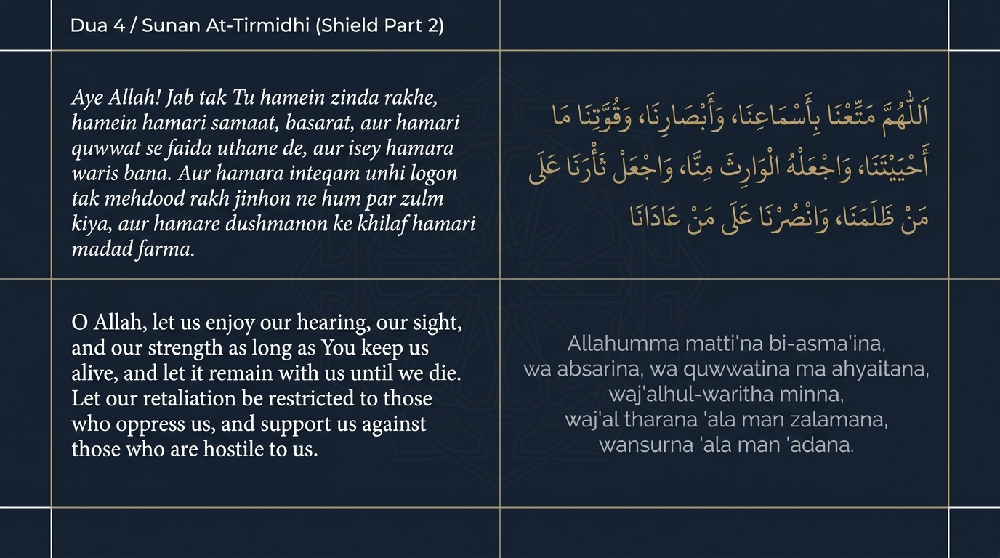 Dua 4 / Sunan At-Tirmidhi (Shield Part 2)
Aye Allah! Jab tak Tu hamein zinda rakhe,
hamein hamari samaat, basarat, aur hamari
quwwat se faida uthane de, aur isey hamara
waris bana. Aur hamara inteqam unhi logon
tak mehdood rakh jinhon ne hum par zulm
kiya, aur hamare dushmanon ke khilaf hamari
madad farma.
اَللّٰهُمَّ مَتِّعْنَا بِأَسْمَاعِنَا، وَأَبْصَارِنَا، وَقُوَّتِنَا مَا
أَحْيَيْتَنَا، وَاجْعَلْهُ الْوَارِثَ مِنَّا، وَاجْعَلْ ثَأْرَنَا عَلَى
مَنْ ظَلَمَنَا، وَانْصُرْنَا عَلَى مَنْ عَادَانَا
O Allah, let us enjoy our hearing, our sight,
and our strength as long as You keep us
alive, and let it remain with us until we die.
Let our retaliation be restricted to those
who oppress us, and support us against
those who are hostile to us.
Allahumma matti'na bi-asma'ina,
wa absarina, wa quwwatina ma ahyaitana,
waj'alhul-waritha minna,
waj'al tharana 'ala man zalamana,
wansurna 'ala man 'adana.